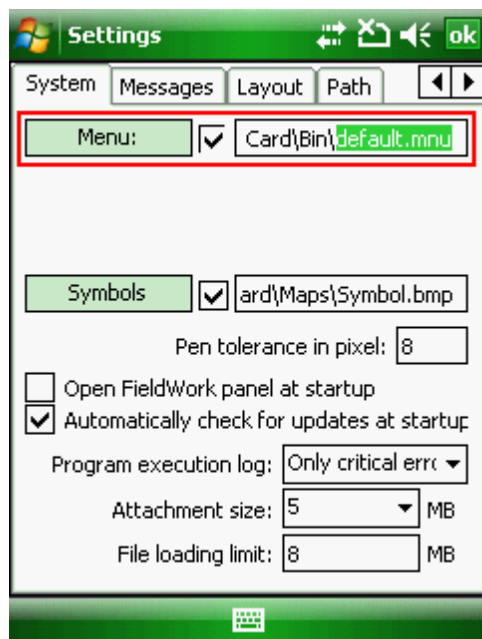 Settings ok
System Messages Layout Path
Menu: Card\Bin\default.mnu
Symbols ard\Maps\Symbol.bmp
Pen tolerance in pixel: 8
Open FieldWork panel at startup
Automatically check for updates at startup
Program execution log: Only critical erro
Attachment size: 5 MB
File loading limit: 8 MB